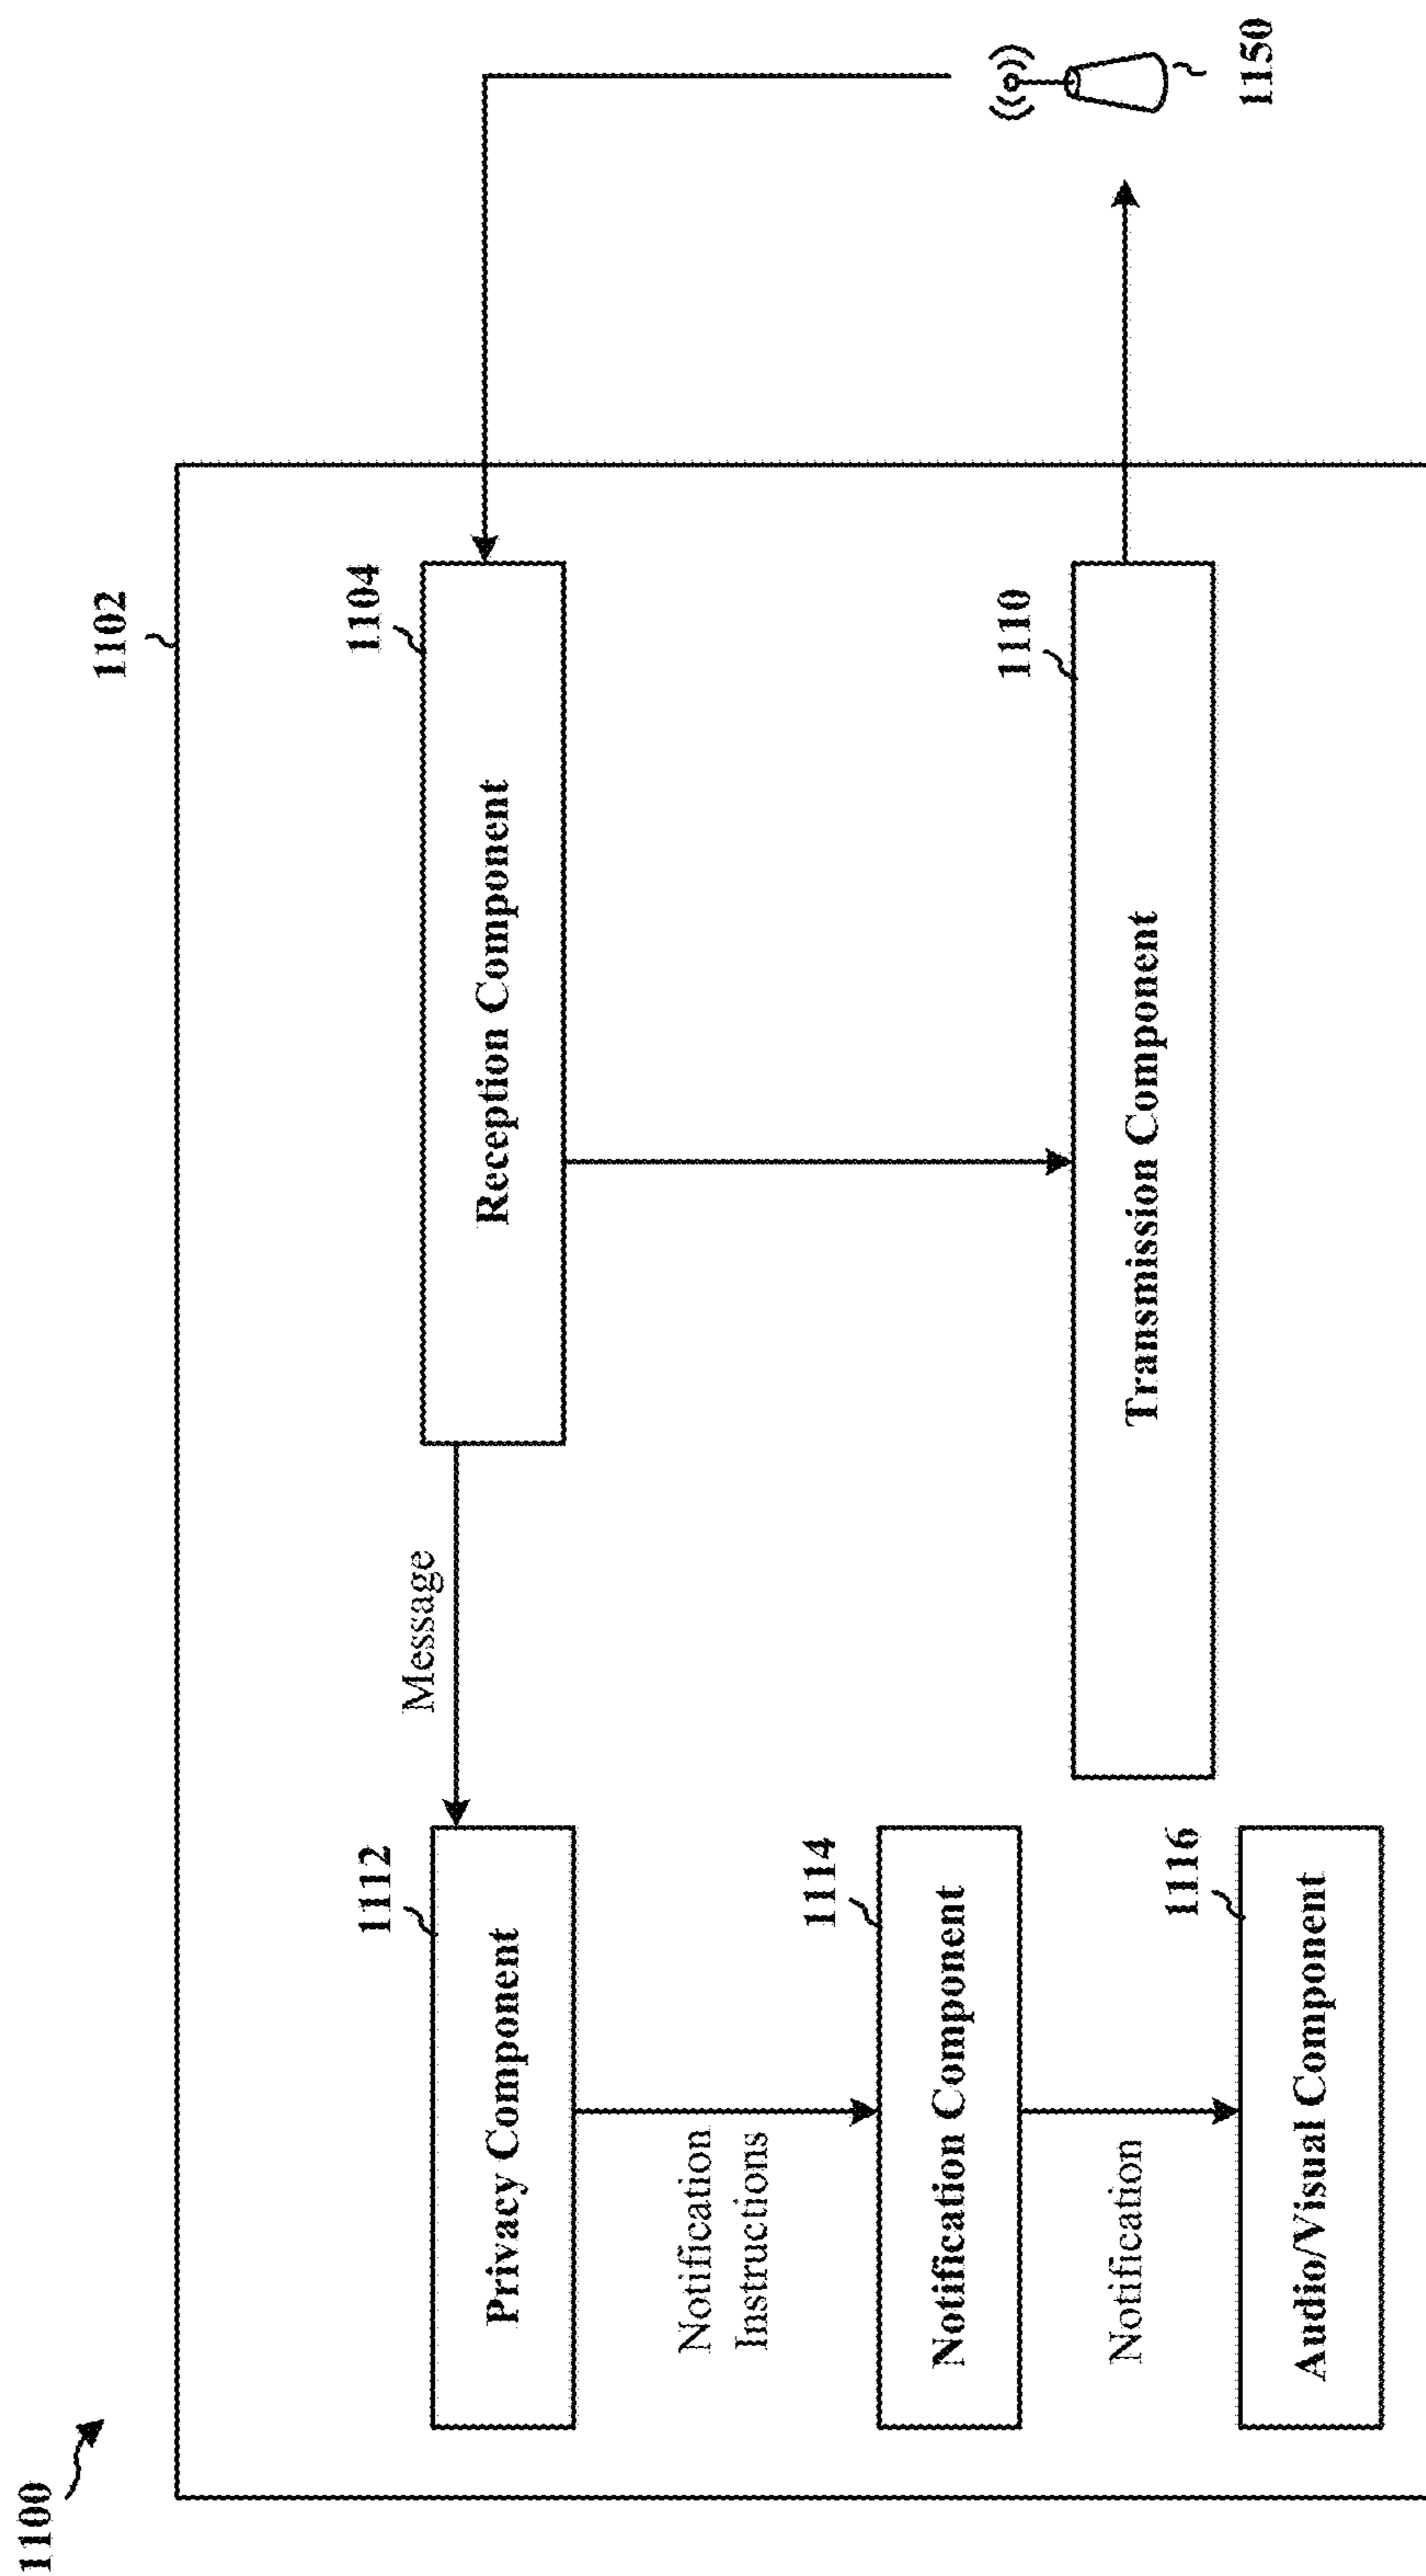 1100
1102
1112
Privacy Component
Message
1104
Reception Component
Notification
Instructions
1114
Notification Component
1110
Transmission Component
Notification
1116
Audio/Visual Component
1150